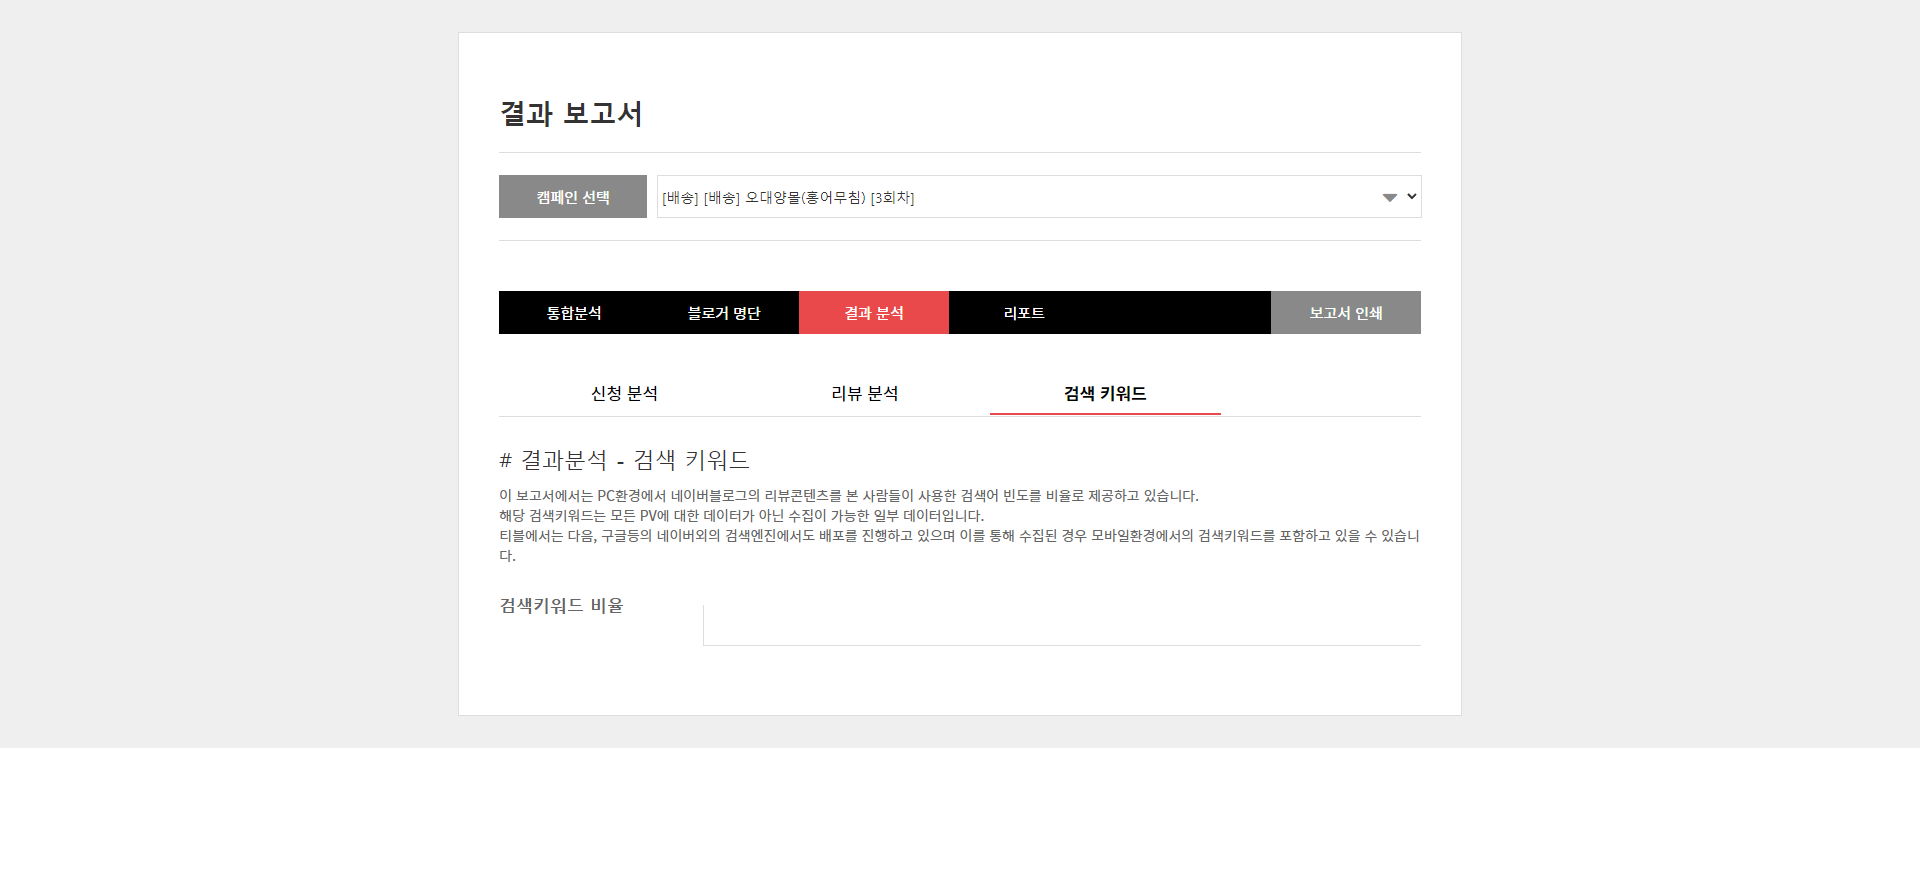 결과 보고서
캠페인 선택
[배송] [배송] 오대양몰(홍어무침) [3회차]
통합분석 블로거 명단 결과 분석 리포트 보고서 인쇄
신청 분석 리뷰 분석 검색 키워드
# 결과분석 - 검색 키워드
이 보고서에서는 PC환경에서 네이버블로그의 리뷰콘텐츠를 본 사람들이 사용한 검색어 빈도를 비율로 제공하고 있습니다.
해당 검색키워드는 모든 PV에 대한 데이터가 아닌 수집이 가능한 일부 데이터입니다.
티블에서는 다음, 구글등의 네이버외의 검색엔진에서도 배포를 진행하고 있으며 이를 통해 수집된 경우 모바일환경에서의 검색키워드를 포함하고 있을 수 있습니
다.
검색키워드 비율